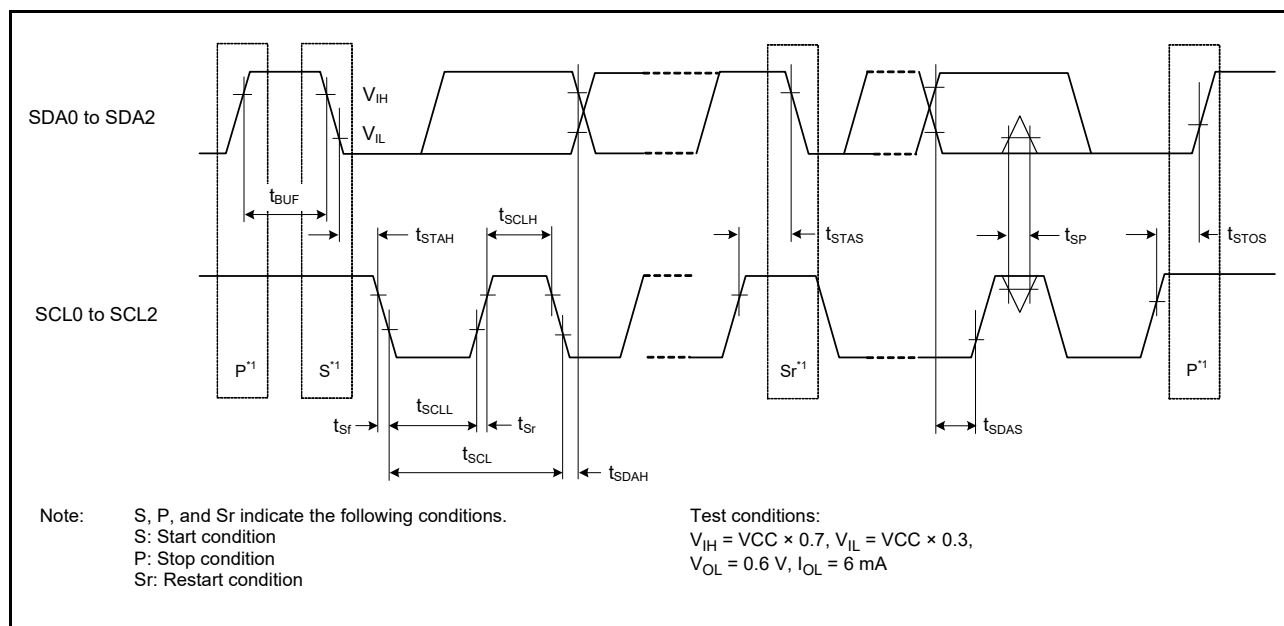 SDA0 to SDA2
VIH
VIL
tBUF
tSTAH
tSCLH
tSTAS
tSP
tSTOS
SCL0 to SCL2
P*1
S*1
Sr*1
P*1
tSf
tSCLL
tSr
tSCL
tSDAH
tSDAS
Note: S, P, and Sr indicate the following conditions.
S: Start condition
P: Stop condition
Sr: Restart condition
Test conditions:
VIH = VCC × 0.7, VIL = VCC × 0.3,
VOL = 0.6 V, IOL = 6 mA